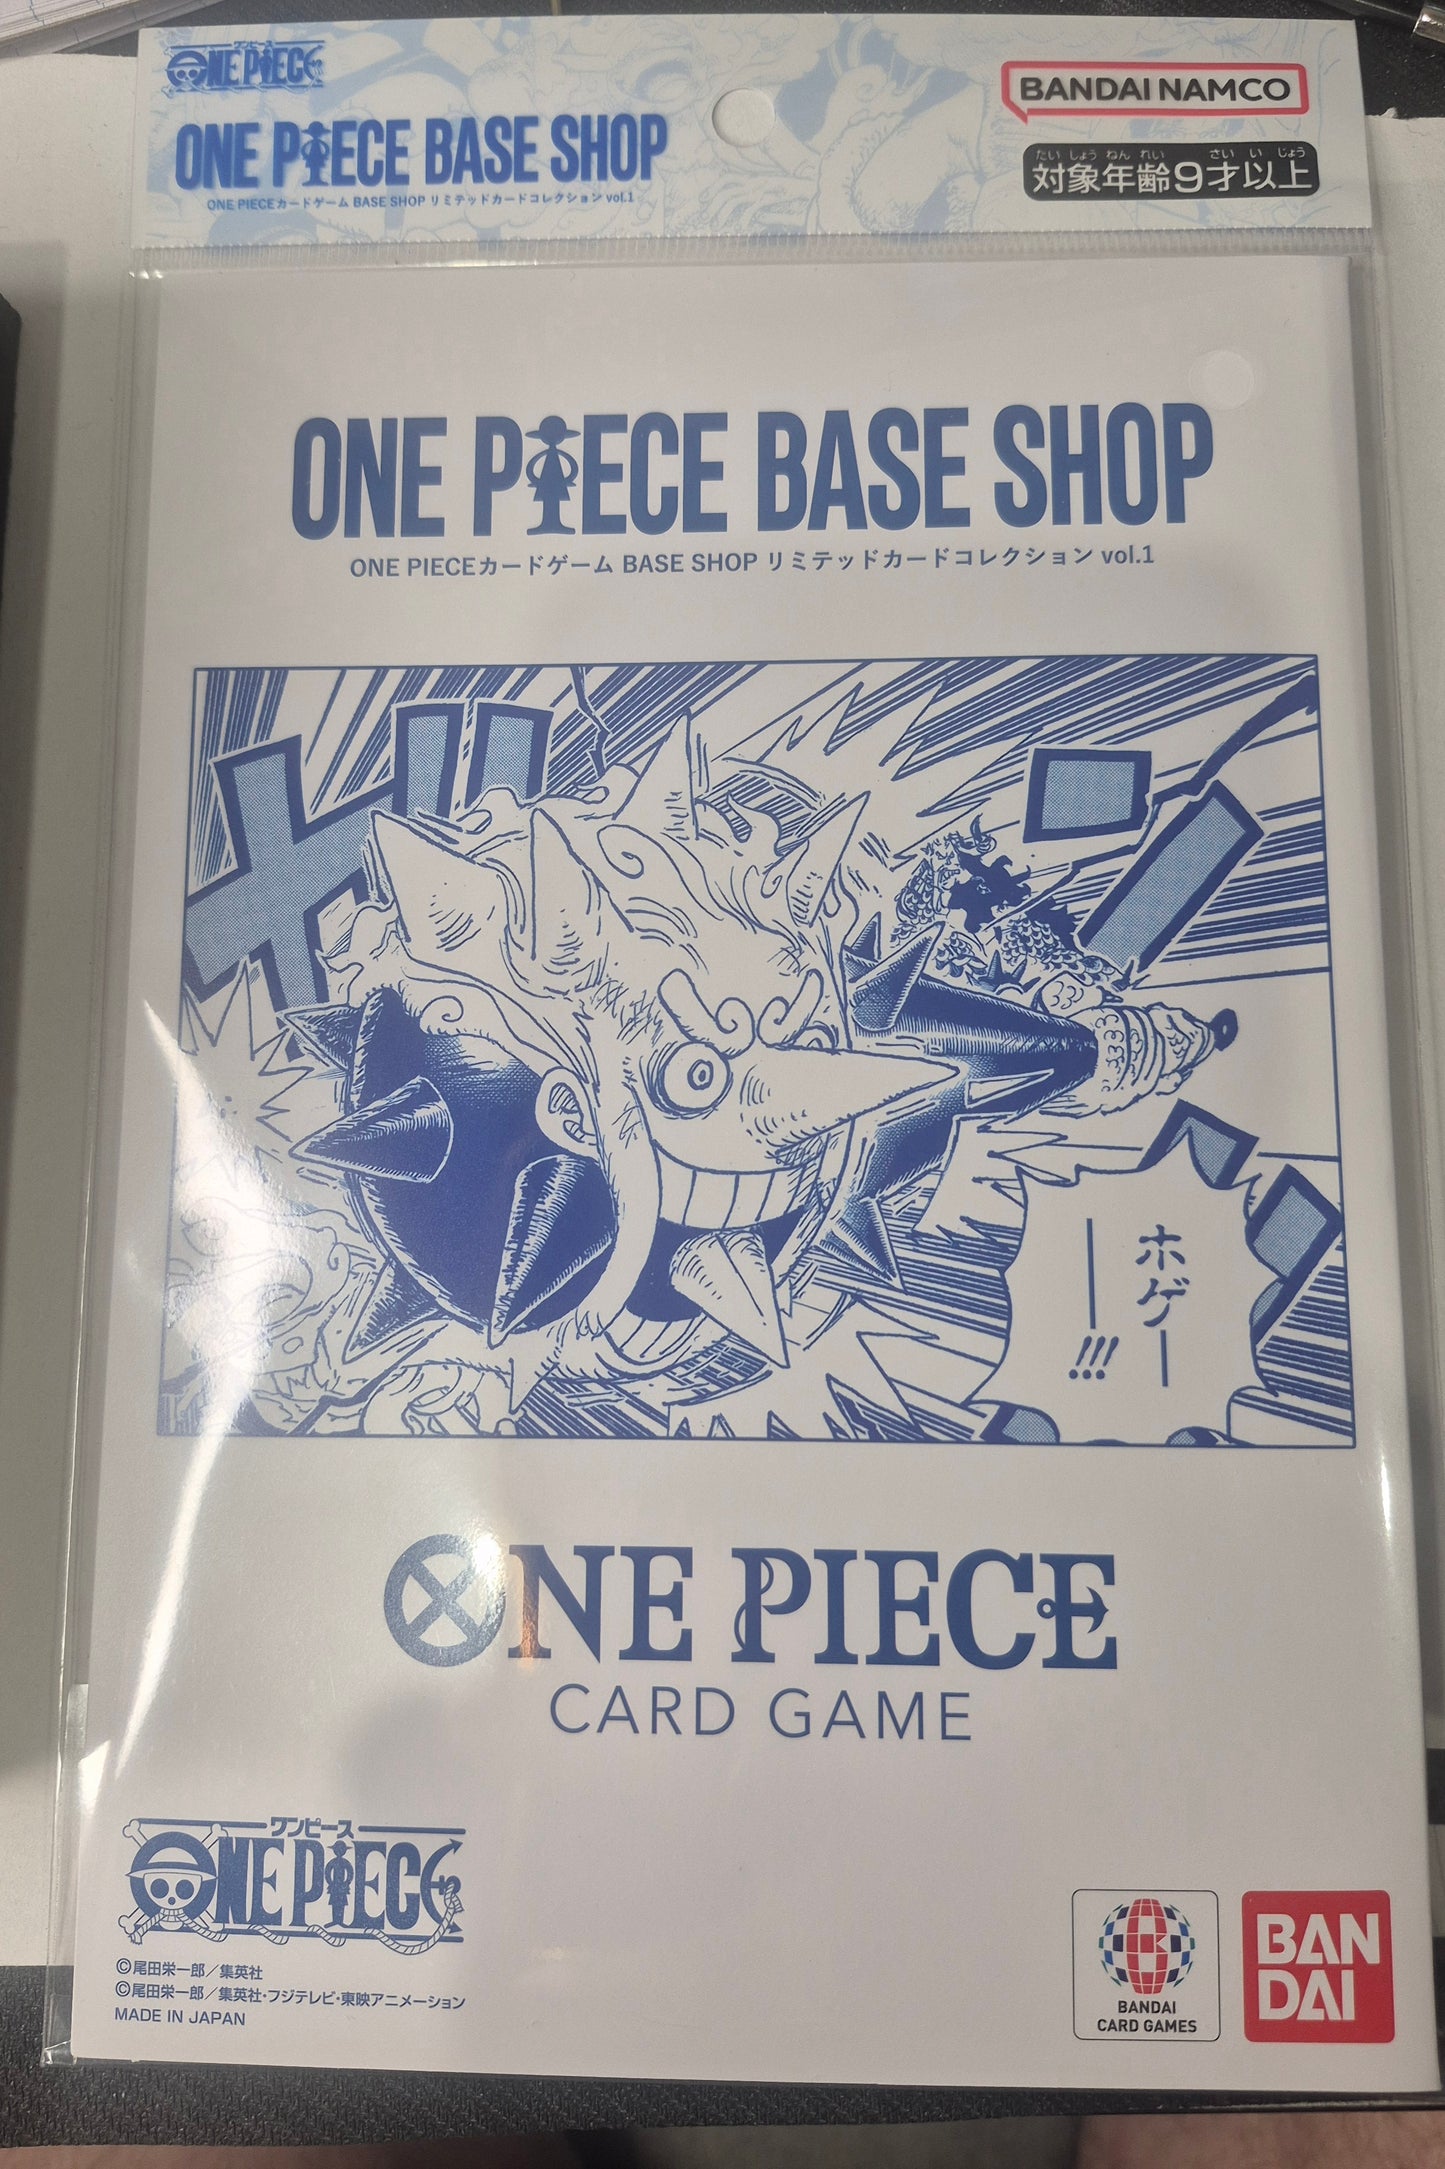 ワンピース
ONE PIECE
BANDAI NAMCO
ONE PIECE BASE SHOP
ONE PIECEカードゲーム BASE SHOP リミテッドカードコレクション vol.1
たいしょうねんれい さいいじょう
対象年齢9才以上
ONE PIECE BASE SHOP
ONE PIECEカードゲーム BASE SHOP リミテッドカードコレクション vol.1
ホゲーー!!!
ONE PIECE
CARD GAME
ワンピース
ONE PIECE
©尾田栄一郎／集英社
©尾田栄一郎／集英社・フジテレビ・東映アニメーション
MADE IN JAPAN
B
BANDAI
CARD GAMES
BAN
DAI